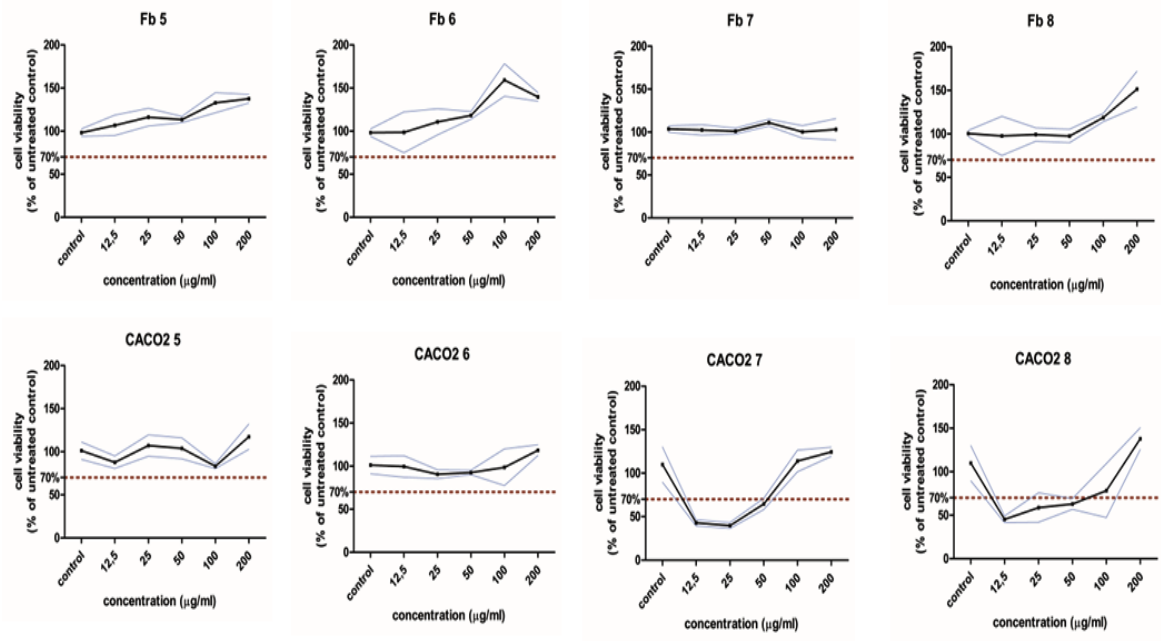 Fb 5
cell viability
(% of untreated control)
200
150
100
70%
50
0
control
12,5
25
50
100
200
concentration (μg/ml)
Fb 6
cell viability
(% of untreated control)
200
150
100
70%
50
0
control
12,5
25
50
100
200
concentration (μg/ml)
Fb 7
cell viability
(% of untreated control)
200
150
100
70%
50
0
control
12,5
25
50
100
200
concentration (μg/ml)
Fb 8
cell viability
(% of untreated control)
200
150
100
70%
50
0
control
12,5
25
50
100
200
concentration (μg/ml)
CACO2 5
cell viability
(% of untreated control)
200
150
100
70%
50
0
control
12,5
25
50
100
200
concentration (μg/ml)
CACO2 6
cell viability
(% of untreated control)
200
150
100
70%
50
0
control
12,5
25
50
100
200
concentration (μg/ml)
CACO2 7
cell viability
(% of untreated control)
200
150
100
70%
50
0
control
12,5
25
50
100
200
concentration (μg/ml)
CACO2 8
cell viability
(% of untreated control)
200
150
100
70%
50
0
control
12,5
25
50
100
200
concentration (μg/ml)